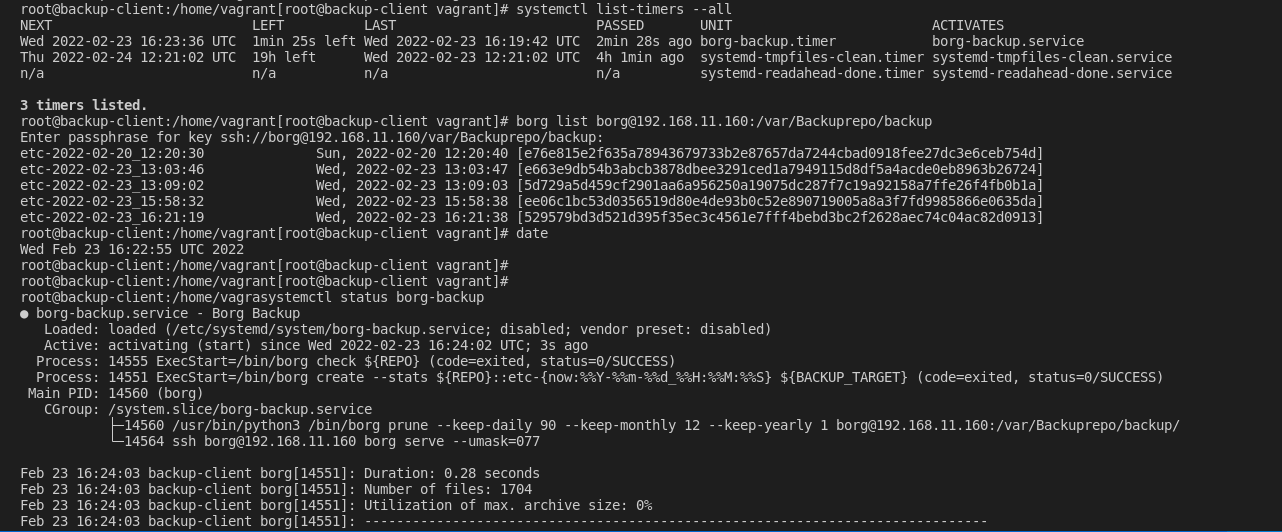 root@backup-client:/home/vagrant[root@backup-client vagrant]# systemctl list-timers --all
NEXT                         LEFT          LAST                         PASSED       UNIT                         ACTIVATES
Wed 2022-02-23 16:23:36 UTC  1min 25s left Wed 2022-02-23 16:19:42 UTC  2min 28s ago borg-backup.timer            borg-backup.service
Thu 2022-02-24 12:21:02 UTC  19h left      Wed 2022-02-23 12:21:02 UTC  4h 1min ago  systemd-tmpfiles-clean.timer systemd-tmpfiles-clean.service
n/a                          n/a           n/a                          n/a          systemd-readahead-done.timer systemd-readahead-done.service
3 timers listed.
root@backup-client:/home/vagrant[root@backup-client vagrant]# borg list borg@192.168.11.160:/var/Backuprepo/backup
Enter passphrase for key ssh://borg@192.168.11.160/var/Backuprepo/backup:
etc-2022-02-20_12:20:30              Sun, 2022-02-20 12:20:40 [e76e815e2f635a78943679733b2e87657da7244cbad0918fee27dc3e6ceb754d]
etc-2022-02-23_13:03:46              Wed, 2022-02-23 13:03:47 [e663e9db54b3abcb3878dbee3291ced1a7949115d8df5a4acde0eb8963b26724]
etc-2022-02-23_13:09:02              Wed, 2022-02-23 13:09:03 [5d729a5d459cf2901aa6a956250a19075dc287f7c19a92158a7ffe26f4fb0b1a]
etc-2022-02-23_15:58:32              Wed, 2022-02-23 15:58:38 [ee06c1bc53d0356519d80e4de93b0c52e890719005a8a3f7fd9985866e0635da]
etc-2022-02-23_16:21:19              Wed, 2022-02-23 16:21:38 [529579bd3d521d395f35ec3c4561e7fff4bebd3bc2f2628aec74c04ac82d0913]
root@backup-client:/home/vagrant[root@backup-client vagrant]# date
Wed Feb 23 16:22:55 UTC 2022
root@backup-client:/home/vagrant[root@backup-client vagrant]#
root@backup-client:/home/vagrant[root@backup-client vagrant]#
root@backup-client:/home/vagrasystemctl status borg-backup
● borg-backup.service - Borg Backup
   Loaded: loaded (/etc/systemd/system/borg-backup.service; disabled; vendor preset: disabled)
   Active: activating (start) since Wed 2022-02-23 16:24:02 UTC; 3s ago
  Process: 14555 ExecStart=/bin/borg check ${REPO} (code=exited, status=0/SUCCESS)
  Process: 14551 ExecStart=/bin/borg create --stats ${REPO}::etc-{now:%%Y-%%m-%%d_%%H:%%M:%%S} ${BACKUP_TARGET} (code=exited, status=0/SUCCESS)
 Main PID: 14560 (borg)
   CGroup: /system.slice/borg-backup.service
           ├─14560 /usr/bin/python3 /bin/borg prune --keep-daily 90 --keep-monthly 12 --keep-yearly 1 borg@192.168.11.160:/var/Backuprepo/backup/
           └─14564 ssh borg@192.168.11.160 borg serve --umask=077
Feb 23 16:24:03 backup-client borg[14551]: Duration: 0.28 seconds
Feb 23 16:24:03 backup-client borg[14551]: Number of files: 1704
Feb 23 16:24:03 backup-client borg[14551]: Utilization of max. archive size: 0%
Feb 23 16:24:03 backup-client borg[14551]: ------------------------------------------------------------------------------